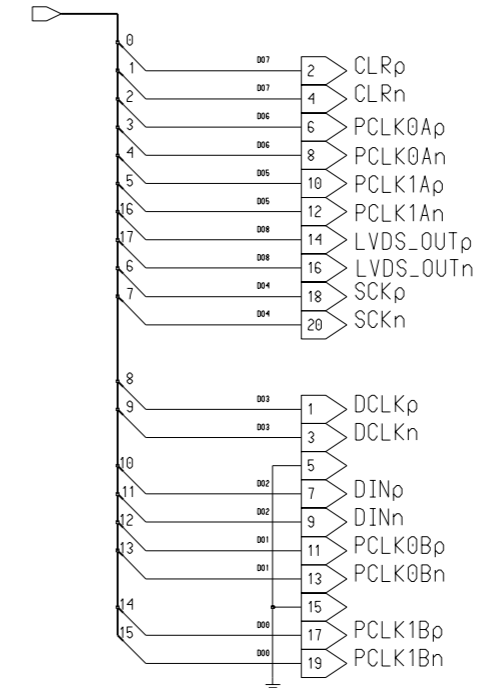 0
1 D07 2 CLRp
2 D07 4 CLRn
3 D06 6 PCLK0Ap
4 D06 8 PCLK0An
5 D05 10 PCLK1Ap
16 D05 12 PCLK1An
17 D08 14 LVDS_OUTp
6 D08 16 LVDS_OUTn
7 D04 18 SCKp
D04 20 SCKn
8
9 D03 1 DCLKp
D03 3 DCLKn
10 5
11 D02 7 DINp
12 D02 9 DINn
13 D01 11 PCLK0Bp
D01 13 PCLK0Bn
14 15
15 D00 17 PCLK1Bp
D00 19 PCLK1Bn